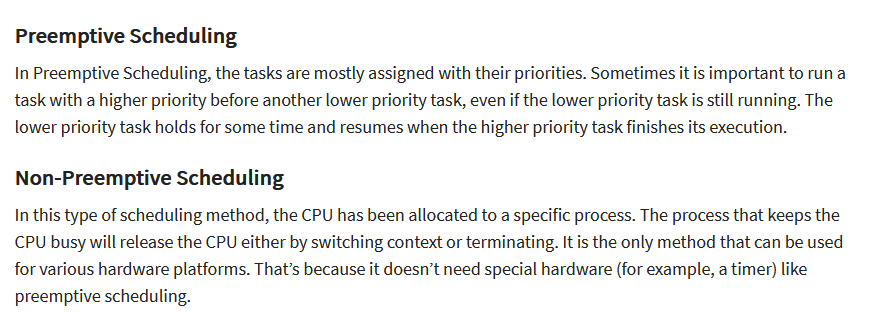 Preemptive Scheduling
In Preemptive Scheduling, the tasks are mostly assigned with their priorities. Sometimes it is important to run a
task with a higher priority before another lower priority task, even if the lower priority task is still running. The
lower priority task holds for some time and resumes when the higher priority task finishes its execution.
Non-Preemptive Scheduling
In this type of scheduling method, the CPU has been allocated to a specific process. The process that keeps the
CPU busy will release the CPU either by switching context or terminating. It is the only method that can be used
for various hardware platforms. That’s because it doesn’t need special hardware (for example, a timer) like
preemptive scheduling.